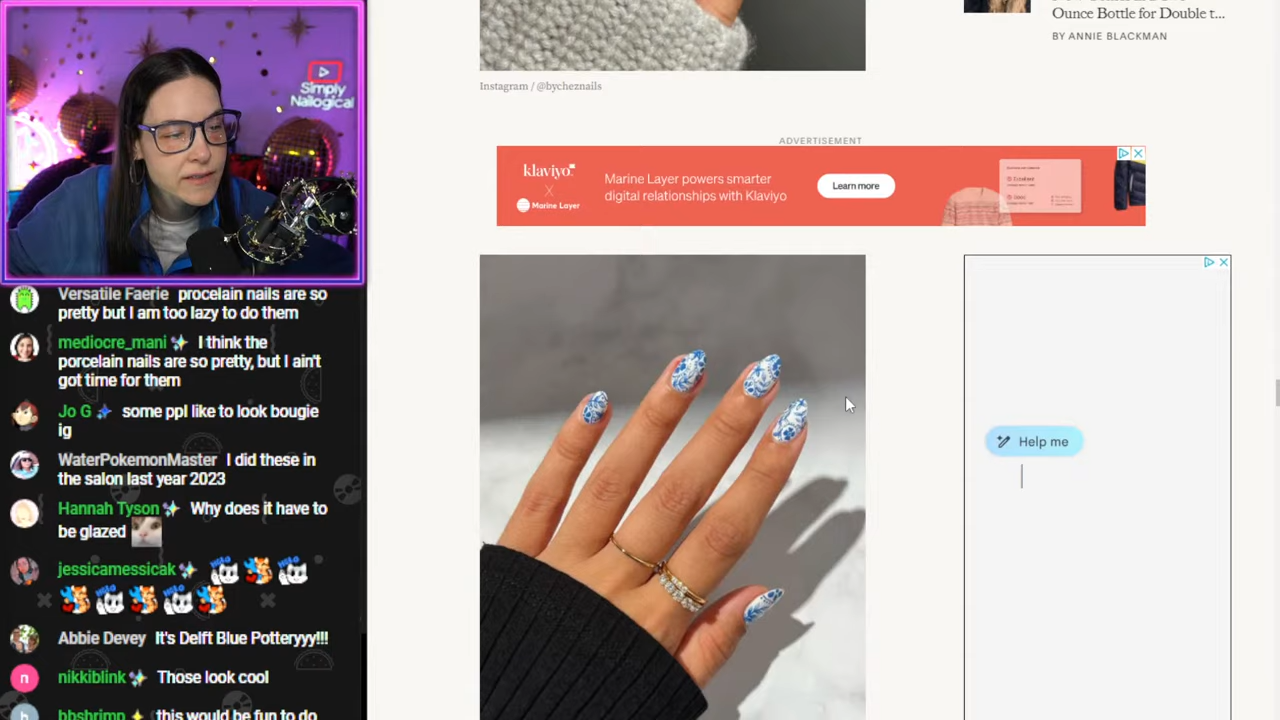 Simply
Nailogical
Versatile Faerie procelain nails are so
pretty but I am too lazy to do them
mediocre_mani I think the
porcelain nails are so pretty, but I ain't
got time for them
Jo G some ppl like to look bougie
ig
WaterPokemonMaster I did these in
the salon last year 2023
Hannah Tyson Why does it have to
be glazed
jessicamessicak
Abbie Devey It's Delft Blue Potteryyy!!!
n
nikkiblink Those look cool
b
bbshrimp this would be fun to do
Ounce Bottle for Double t...
BY ANNIE BLACKMAN
Instagram / @bycheznails
ADVERTISEMENT
klaviyo
X
Marine Layer
Marine Layer powers smarter
digital relationships with Klaviyo
Learn more
Help me